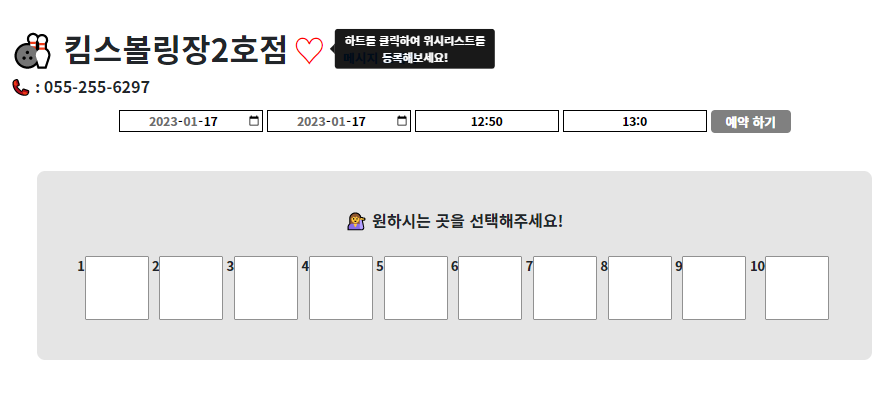 킴스볼링장2호점
하트를 클릭하여 위시리스트를
메시지 등록해보세요!
: 055-255-6297
2023-01-17 2023-01-17 12:50 13:0 예약 하기
원하시는 곳을 선택해주세요!
1 2 3 4 5 6 7 8 9 10